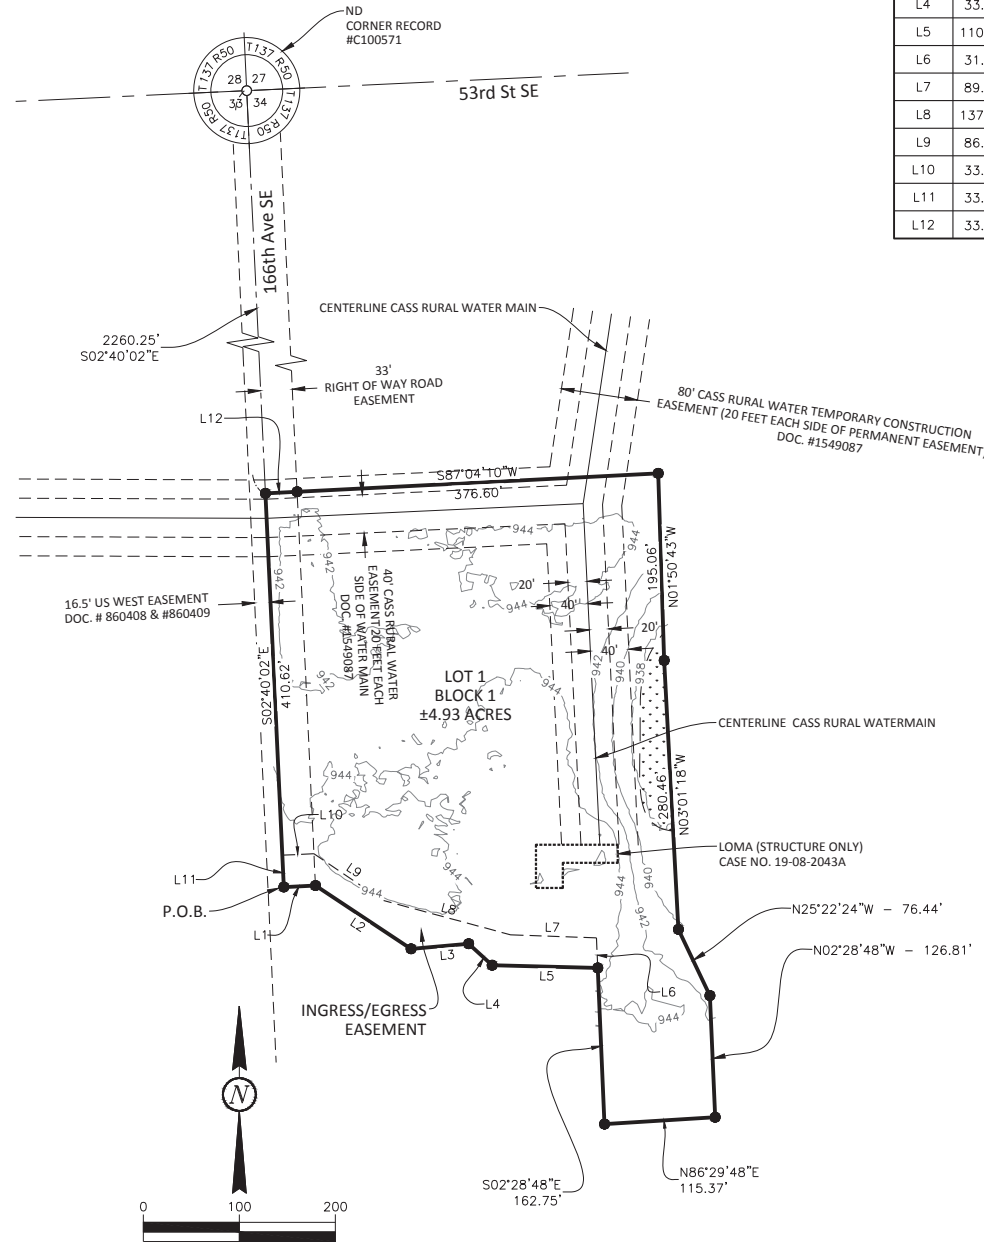 ND
CORNER RECORD
#C100571
T137 R50
T137 R50
T137 R50
T137 R50
28 27
33 34
53rd St SE
166th Ave SE
L4 33.
L5 110
L6 31.
L7 89.
L8 137
L9 86.
L10 33.
L11 33.
L12 33.
CENTERLINE CASS RURAL WATER MAIN
2260.25'
S02°40'02"E
33'
RIGHT OF WAY ROAD
EASEMENT
80' CASS RURAL WATER TEMPORARY CONSTRUCTION
EASEMENT (20 FEET EACH SIDE OF PERMANENT EASEMENT)
DOC. #1549087
L12
S87°04'10"W
376.60'
944
944
942
942
195.06'
N01°50'43"W
16.5' US WEST EASEMENT
DOC. # 860408 & #860409
40' CASS RURAL WATER
EASEMENT 20 FEET EACH
SIDE OF WATER MAIN
DOC. #1549087
20'
944
40'
20'
40'
S02°40'02"E
410.62'
942
LOT 1
BLOCK 1
±4.93 ACRES
944
942
940
938
CENTERLINE CASS RURAL WATERMAIN
944
944
280.46'
N03°01'18"W
L10
LOMA (STRUCTURE ONLY)
CASE NO. 19-08-2043A
L11
L9
944
944
944
940
942
P.O.B.
L8
N25°22'24"W - 76.44'
L1
L2
L3
L7
L5
N02°28'48"W - 126.81'
L4
L6
944
INGRESS/EGRESS
EASEMENT
N
S02°28'48"E
162.75'
N86°29'48"E
115.37'
0 100 200